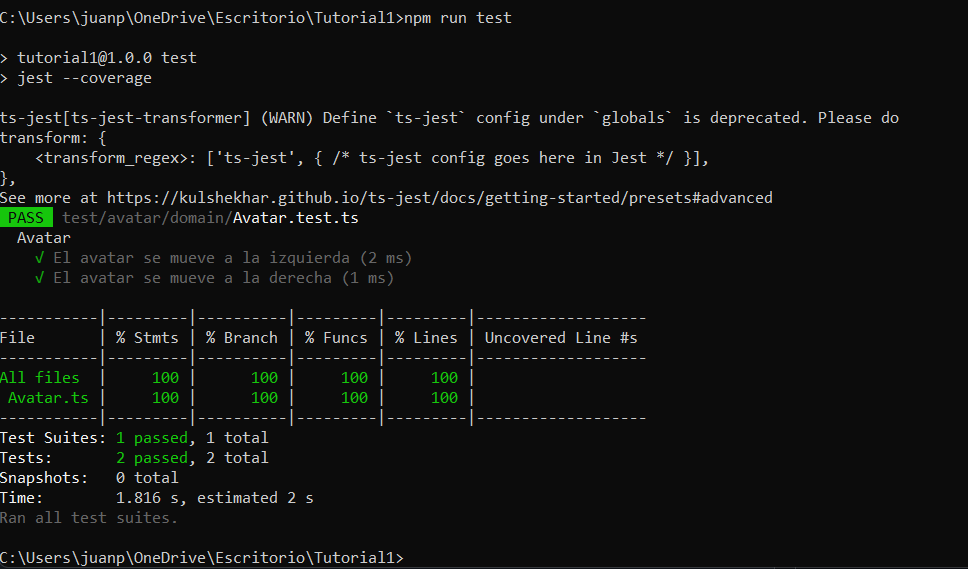 C:\Users\juanp\OneDrive\Escritorio\Tutorial1>npm run test
> tutorial1@1.0.0 test
> jest --coverage
ts-jest[ts-jest-transformer] (WARN) Define `ts-jest` config under `globals` is deprecated. Please do
transform: {
    <transform_regex>: ['ts-jest', { /* ts-jest config goes here in Jest */ }],
},
See more at https://kulshekhar.github.io/ts-jest/docs/getting-started/presets#advanced
PASS test/avatar/domain/Avatar.test.ts
  Avatar
    √ El avatar se mueve a la izquierda (2 ms)
    √ El avatar se mueve a la derecha (1 ms)
-----------|---------|----------|---------|---------|-------------------
File       | % Stmts | % Branch | % Funcs | % Lines | Uncovered Line #s
-----------|---------|----------|---------|---------|-------------------
All files  |     100 |      100 |     100 |     100 |
 Avatar.ts |     100 |      100 |     100 |     100 |
-----------|---------|----------|---------|---------|-------------------
Test Suites: 1 passed, 1 total
Tests:       2 passed, 2 total
Snapshots:   0 total
Time:        1.816 s, estimated 2 s
Ran all test suites.
C:\Users\juanp\OneDrive\Escritorio\Tutorial1>